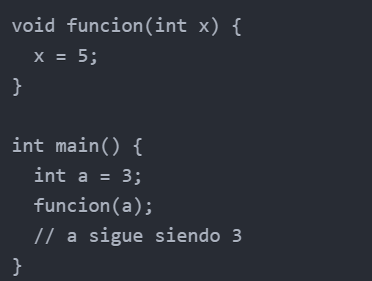 void funcion(int x) {
  x = 5;
}

int main() {
  int a = 3;
  funcion(a);
  // a sigue siendo 3
}